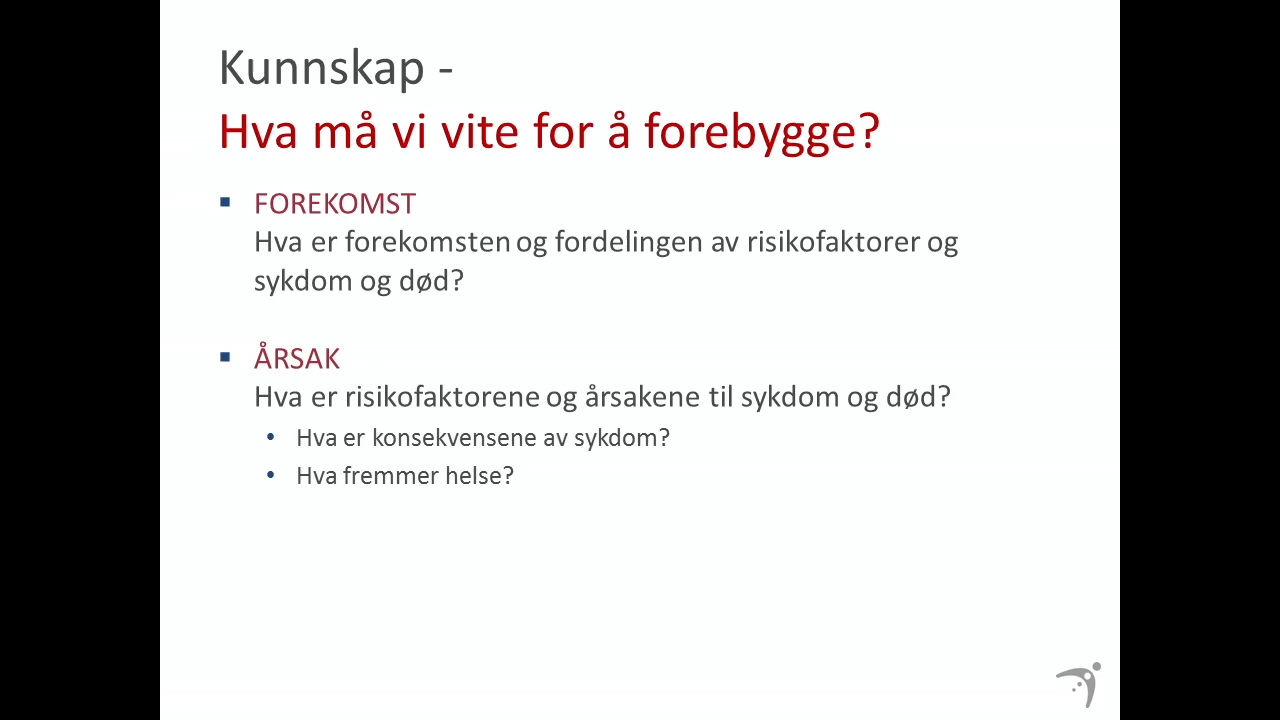 Kunnskap -
Hva må vi vite for å forebygge?
FOREKOMST
Hva er forekomsten og fordelingen av risikofaktorer og
sykdom og død?
ÅRSAK
Hva er risikofaktorene og årsakene til sykdom og død?
Hva er konsekvensene av sykdom?
Hva fremmer helse?